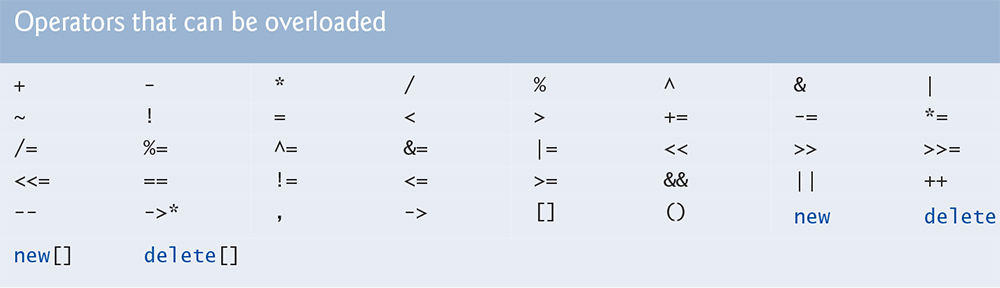 Operators that can be overloaded
+ - * / % ^ & |
~ ! = < > += -= *=
/= %= ^= &= |= << >> >>=
<<= == != <= >= && || ++
-- ->* , -> [] () new delete
new[] delete[]